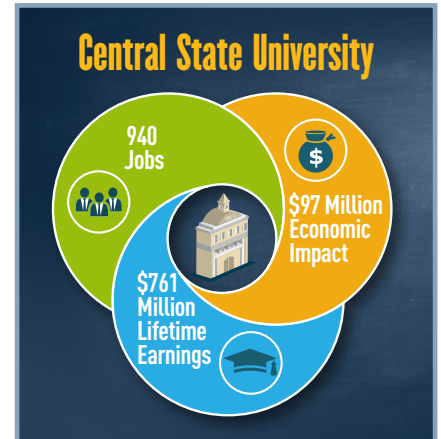 Central State University
940
Jobs
$
$97 Million
Economic
Impact
$761
Million
Lifetime
Earnings